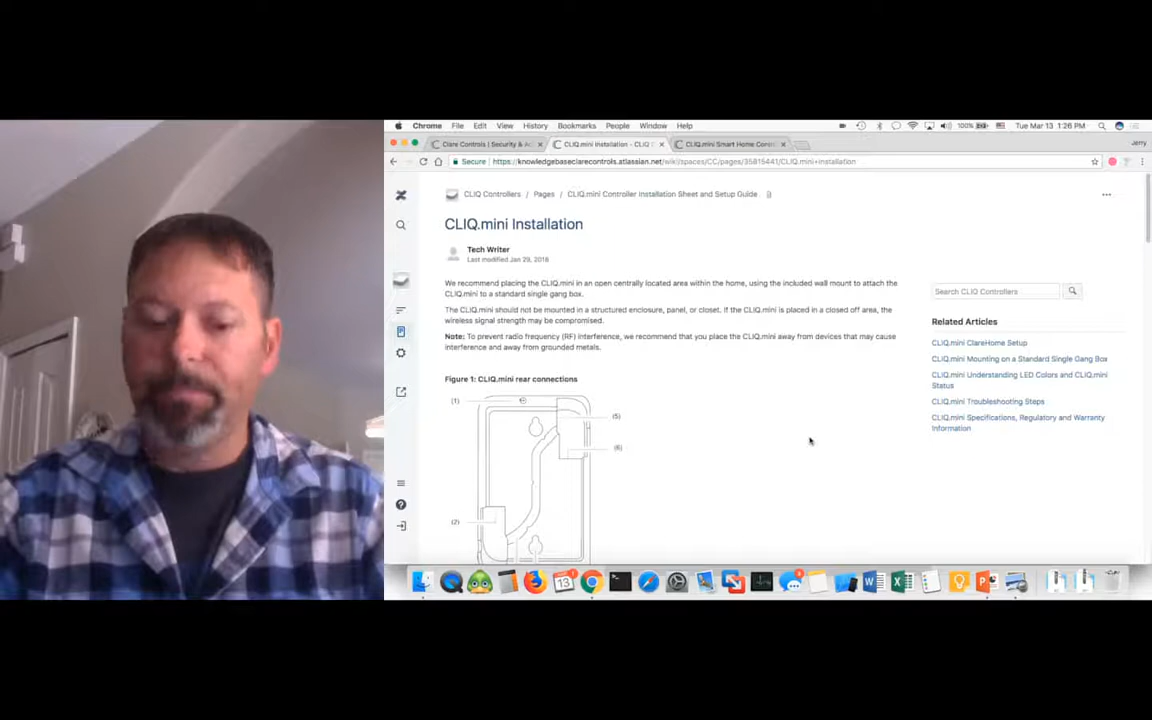 Chrome File Edit View History Bookmarks People Window Help 100% Tue Mar 13 1:26 PM
Clare Controls | Security & A CLIQ.mini Installation - CLIQ C CLIQ.mini Smart Home Contr Jerry
Secure https://knowledgebaseclarecontrols.atlassian.net/wiki/spaces/CC/pages/35815441/CLIQ.mini+Installation
CLIQ Controllers / Pages / CLIQ.mini Controller Installation Sheet and Setup Guide
CLIQ.mini Installation
Tech Writer
Last modified Jan 29, 2018
We recommend placing the CLIQ.mini in an open centrally located area within the home, using the included wall mount to attach the
CLIQ.mini to a standard single gang box.
The CLIQ.mini should not be mounted in a structured enclosure, panel, or closet. If the CLIQ.mini is placed in a closed off area, the
wireless signal strength may be compromised.
Note: To prevent radio frequency (RF) interference, we recommend that you place the CLIQ.mini away from devices that may cause
interference and away from grounded metals.
Figure 1: CLIQ.mini rear connections
(1)
(5)
(6)
(2)
Search CLIQ Controllers
Related Articles
CLIQ.mini ClareHome Setup
CLIQ.mini Mounting on a Standard Single Gang Box
CLIQ.mini Understanding LED Colors and CLIQ.mini
Status
CLIQ.mini Troubleshooting Steps
CLIQ.mini Specifications, Regulatory and Warranty
Information
13